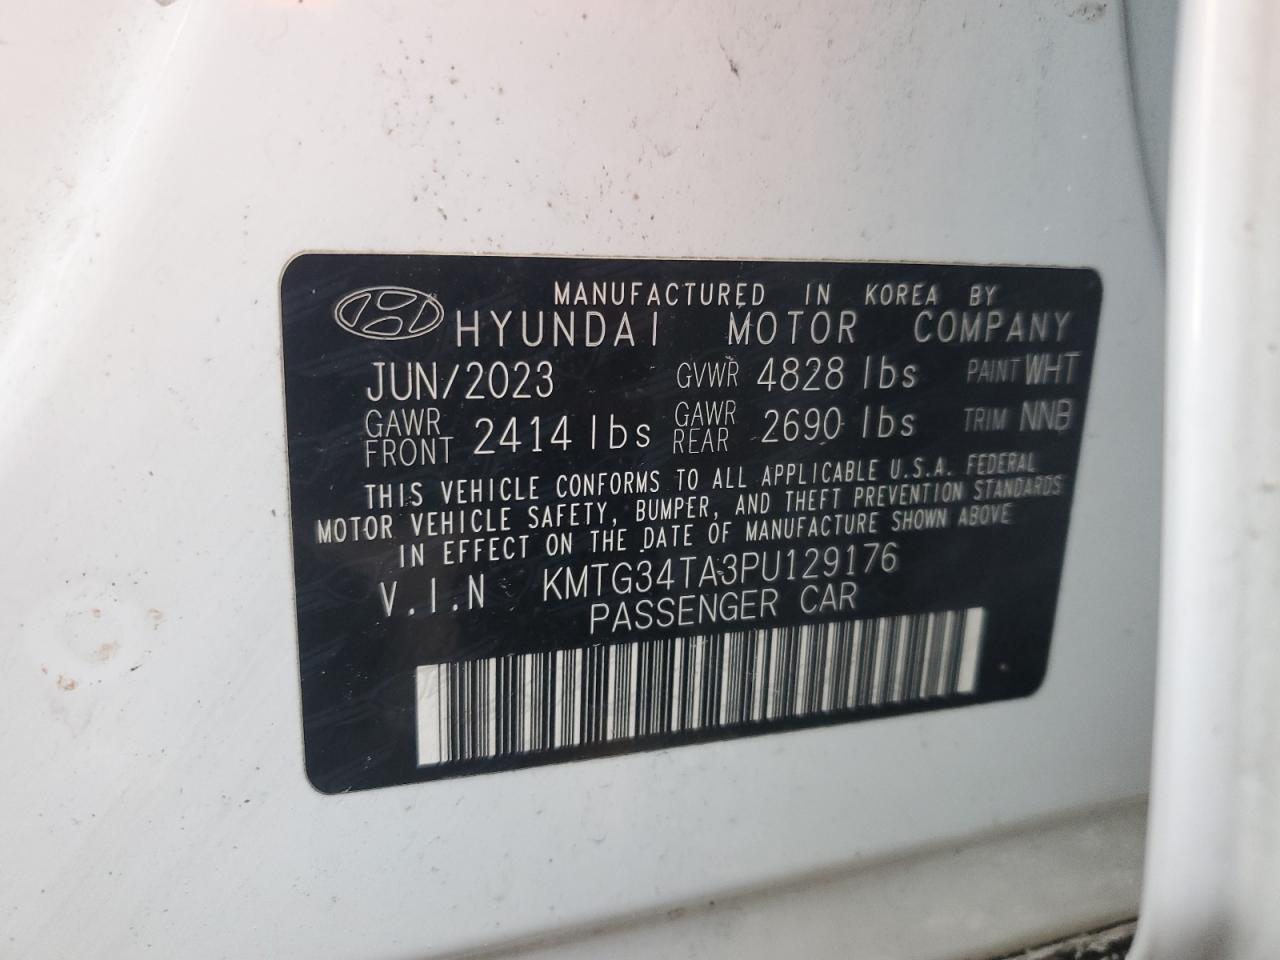 MANUFACTURED IN KOREA BY
HYUNDAI MOTOR COMPANY
JUN/2023 GVWR 4828 lbs PAINT WHT
GAWR FRONT 2414 lbs GAWR REAR 2690 lbs TRIM NNB
THIS VEHICLE CONFORMS TO ALL APPLICABLE U.S.A. FEDERAL
MOTOR VEHICLE SAFETY, BUMPER, AND THEFT PREVENTION STANDARDS
IN EFFECT ON THE DATE OF MANUFACTURE SHOWN ABOVE
V.I.N KMTG34TA3PU129176
PASSENGER CAR